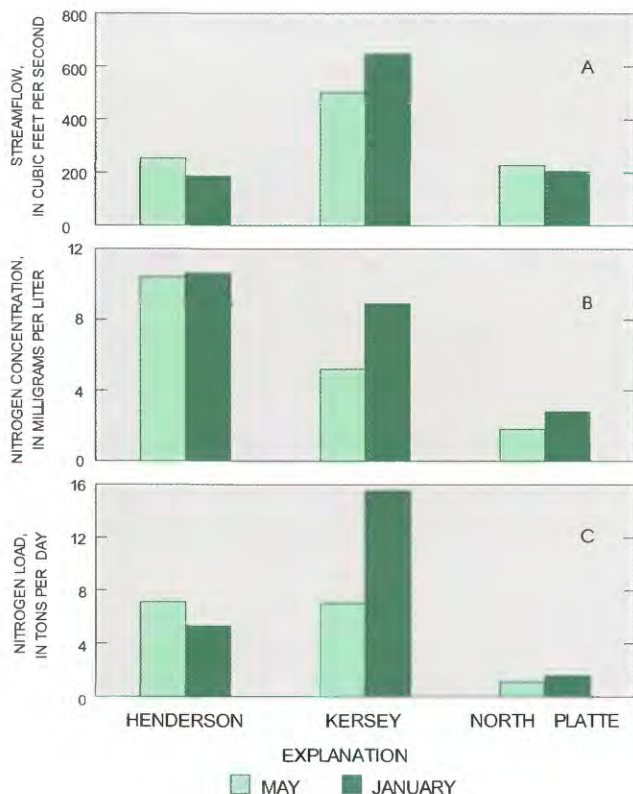 STREAMFLOW,
IN CUBIC FEET PER SECOND
800
600
400
200
0
A
NITROGEN CONCENTRATION,
IN MILLIGRAMS PER LITER
12
8
4
0
B
NITROGEN LOAD,
IN TONS PER DAY
16
12
8
4
0
C
HENDERSON KERSEY NORTH PLATTE
EXPLANATION
MAY JANUARY